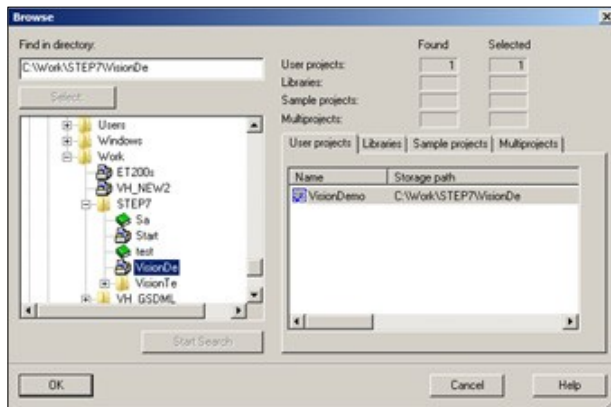 Browse
Find in directory:
C:\Work\STEP7\VisionDe
Select...
Found Selected
User projects: 1 1
Libraries:
Sample projects:
Multiprojects:
Users
Windows
Work
ET200s
VH_NEW2
STEP7
Sa
Start
test
VisionDe
VisionTe
VH_GSDML
Start Search
User projects Libraries Sample projects Multiprojects
Name Storage path
VisionDemo C:\Work\STEP7\VisionDe
OK Cancel Help